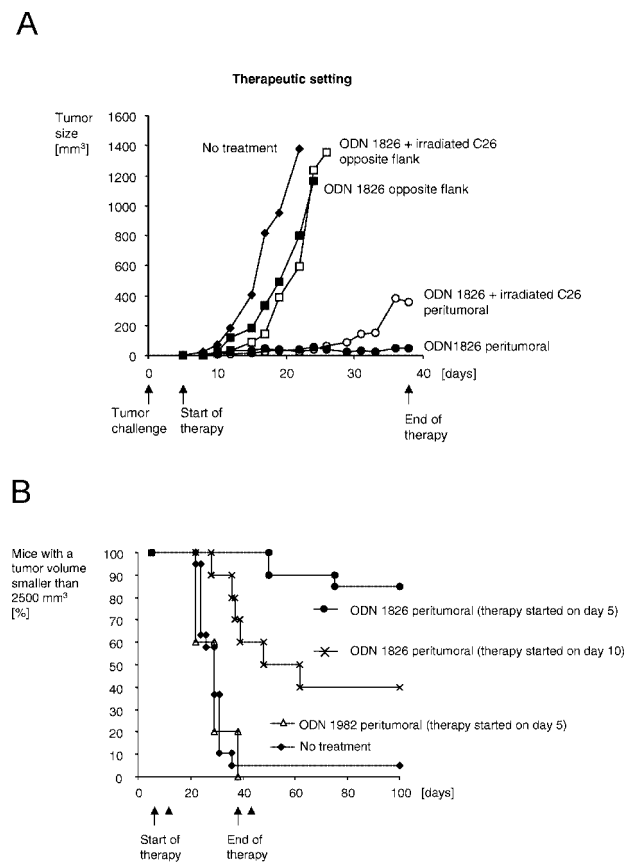 A
Therapeutic setting
Tumor
size
[mm³]
1600
1400
1200
1000
800
600
400
200
0
No treatment
ODN 1826 + irradiated C26
opposite flank
ODN 1826 opposite flank
ODN 1826 + irradiated C26
peritumoral
ODN1826 peritumoral
0 10 20 30 40 [days]
Tumor
challenge
Start of
therapy
End of
therapy
B
Mice with a
tumor volume
smaller than
2500 mm³
[%]
100
90
80
70
60
50
40
30
20
10
0
ODN 1826 peritumoral (therapy started on day 5)
ODN 1826 peritumoral (therapy started on day 10)
ODN 1982 peritumoral (therapy started on day 5)
No treatment
0 20 40 60 80 100 [days]
Start of
therapy
End of
therapy